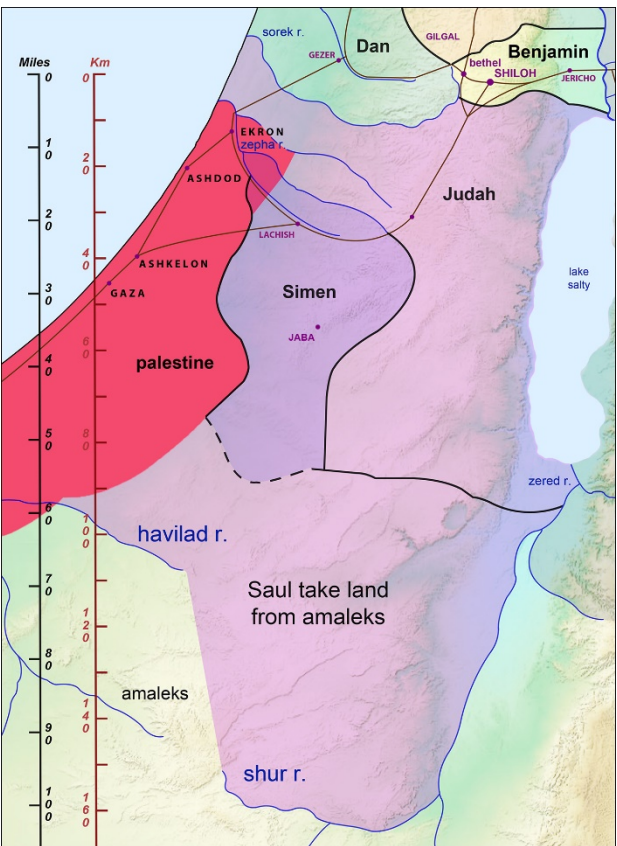 sorek r.
Dan
GILGAL
Benjamin
GEZER
bethel
SHILOH
JERICHO
Miles
Km
0
0
EKRON
zepha r.
10
20
ASHDOD
Judah
20
LACHISH
40
ASHKELON
lake
salty
30
GAZA
Simen
JABA
60
40
palestine
50
80
zered r.
60
100
havilad r.
70
Saul take land
from amaleks
120
80
amaleks
140
90
shur r.
100
160